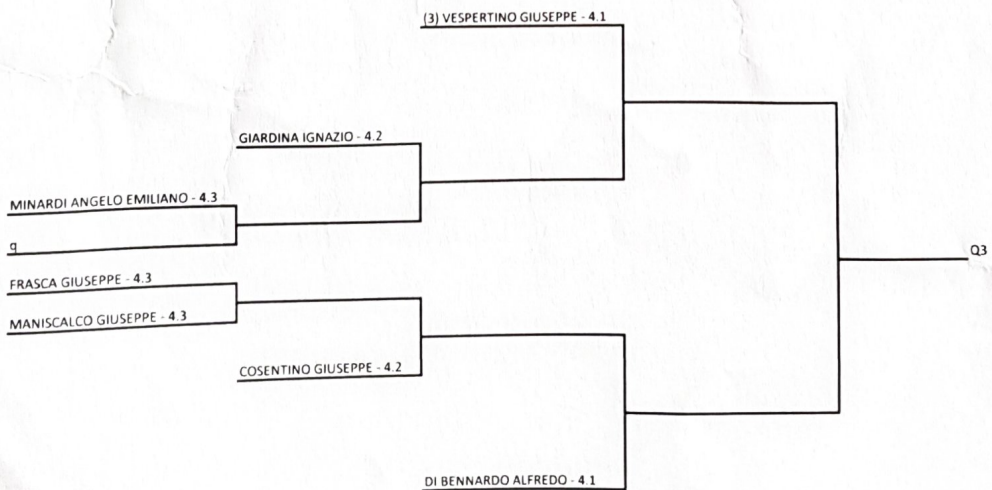 (3) VESPERTINO GIUSEPPE - 4.1
GIARDINA IGNAZIO - 4.2
MINARDI ANGELO EMILIANO - 4.3
q
FRASCA GIUSEPPE - 4.3
MANISCALCO GIUSEPPE - 4.3
COSENTINO GIUSEPPE - 4.2
DI BENNARDO ALFREDO - 4.1
Q3